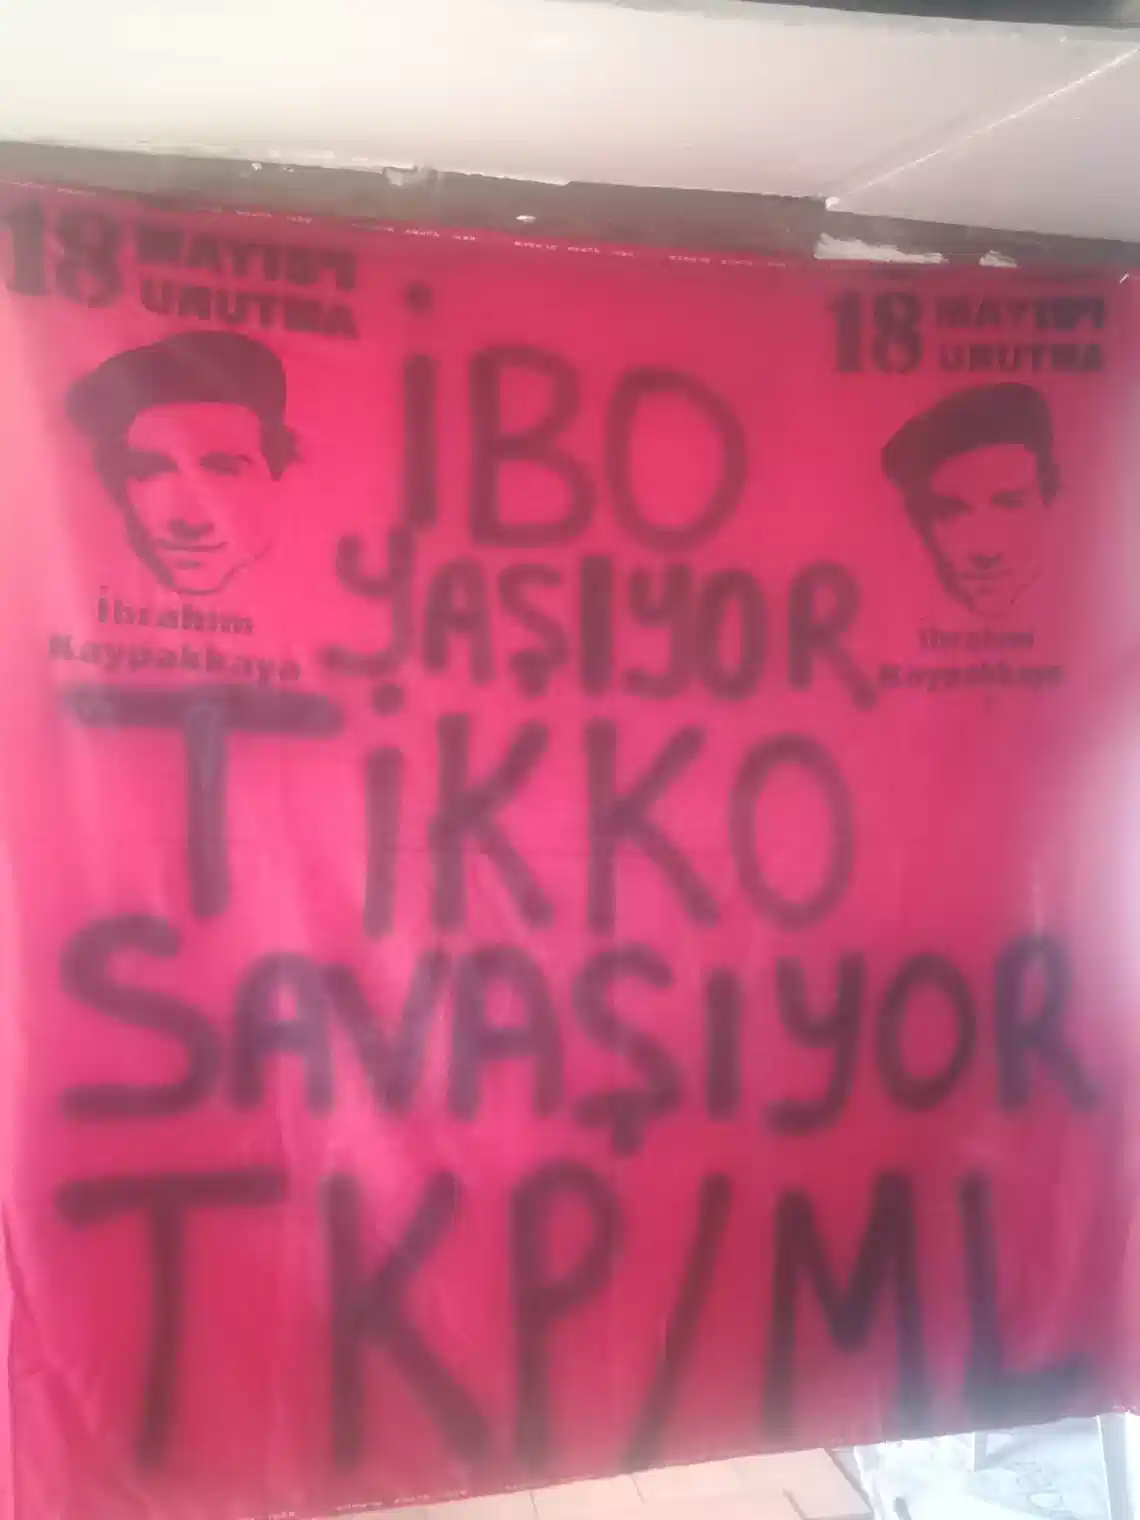 18 MAYIS'I
UNUTMA
İbrahim
Kaypakkaya
18 MAYIS'I
UNUTMA
İbrahim
Kaypakkaya
İBO
YAŞIYOR
TİKKO
SAVAŞIYOR
TKP/ML